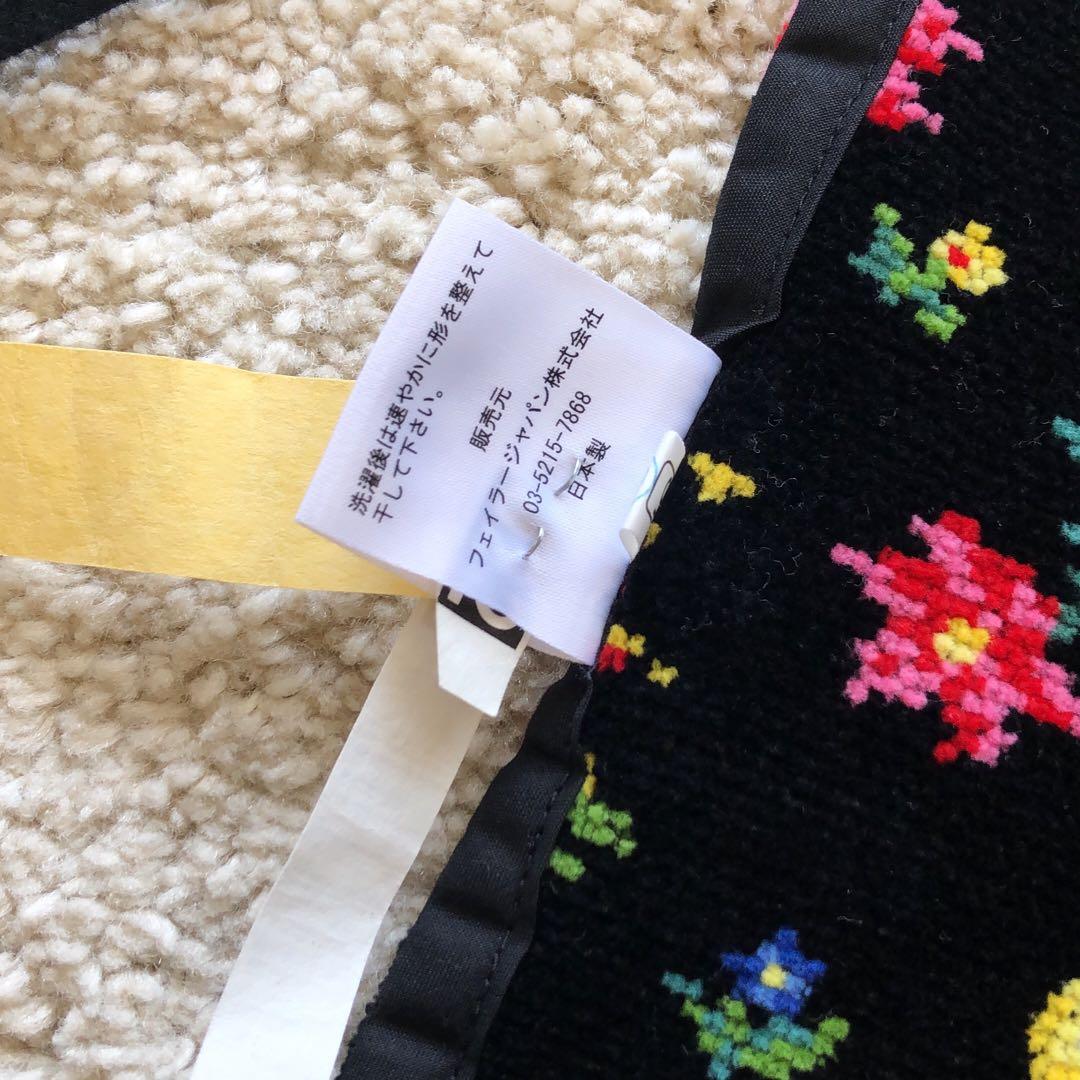 洗濯後は速やかに形を整えて
干して下さい。
販売元
フェイラージャパン株式会社
03-5215-7868
日本製